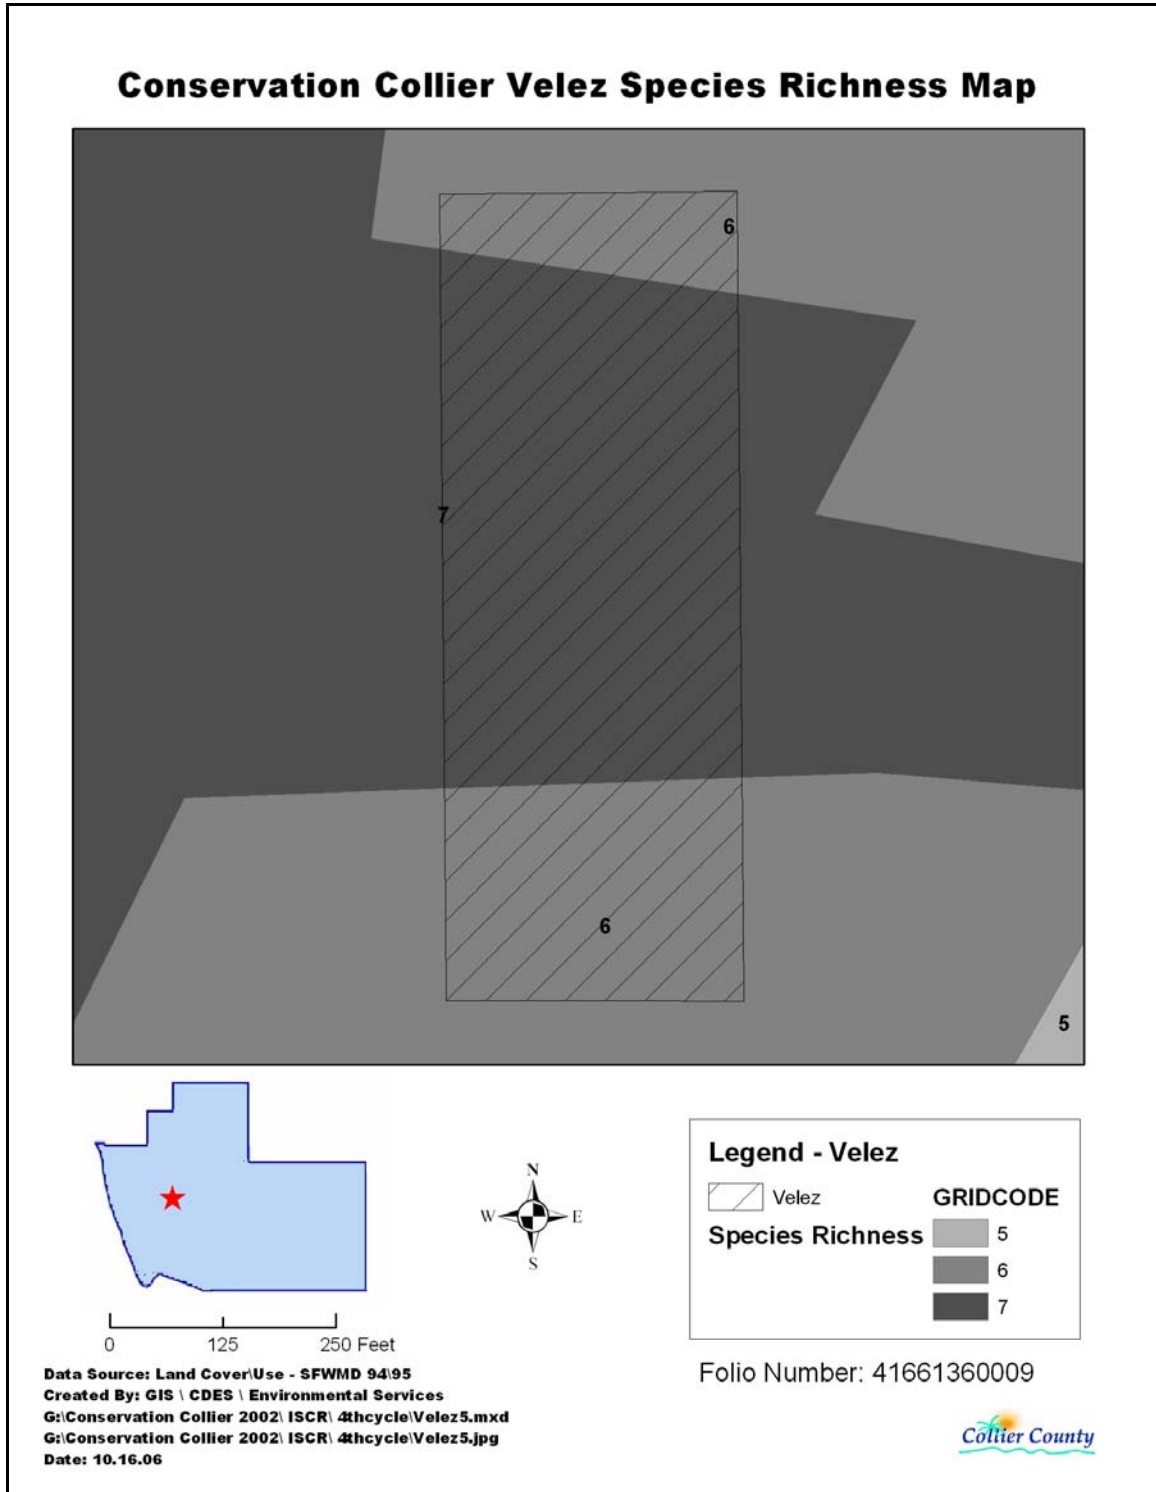 Conservation Collier Velez Species Richness Map
6
7
6
5
N
W E
S
Legend - Velez
Velez
GRIDCODE
Species Richness
5
6
7
0 125 250 Feet
Folio Number: 41661360009
Data Source: Land Cover\Use - SFWMD 94\95
Created By: GIS \ CDES \ Environmental Services
G:\Conservation Collier 2002\ ISCR\ 4thcycle\Velez5.mxd
G:\Conservation Collier 2002\ ISCR\ 4thcycle\Velez5.jpg
Date: 10.16.06
Collier County